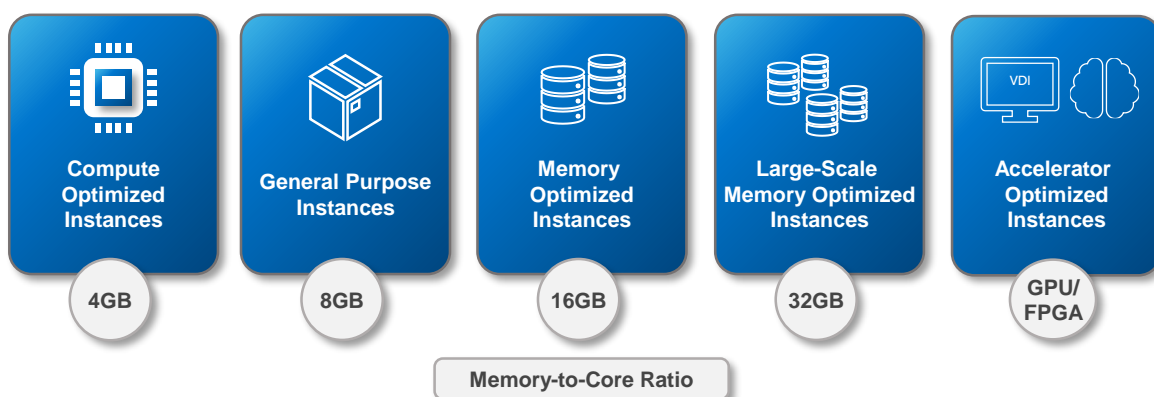 Compute
Optimized
Instances
4GB
General Purpose
Instances
8GB
Memory
Optimized
Instances
16GB
Large-Scale
Memory Optimized
Instances
32GB
VDI
Accelerator
Optimized
Instances
GPU/
FPGA
Memory-to-Core Ratio